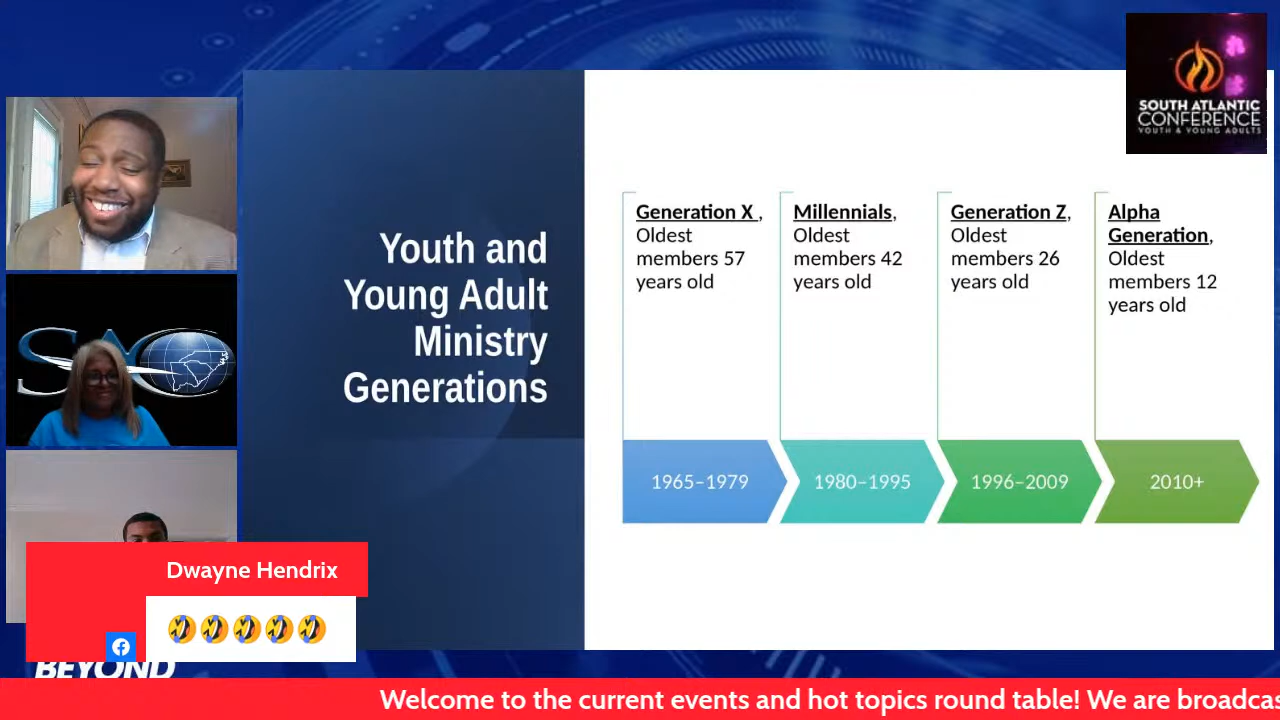 SOUTH ATLANTIC
CONFERENCE
YOUTH & YOUNG ADULTS
SAC
Youth and
Young Adult
Ministry
Generations
Generation X ,
Oldest
members 57
years old
Millennials,
Oldest
members 42
years old
Generation Z,
Oldest
members 26
years old
Alpha
Generation,
Oldest
members 12
years old
1965–1979
1980–1995
1996–2009
2010+
Dwayne Hendrix
🤣🤣🤣🤣🤣
BEYOND
Welcome to the current events and hot topics round table! We are broadcas